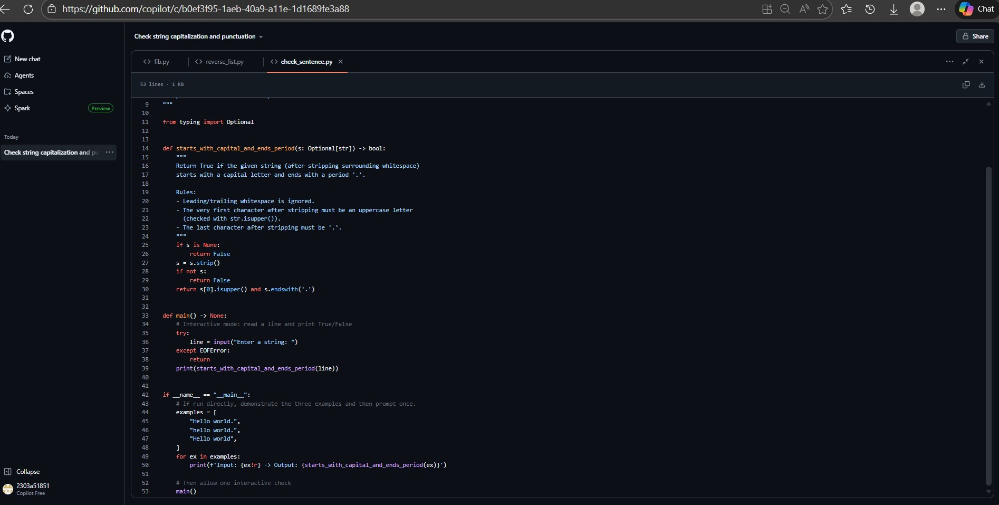 https://github.com/copilot/c/b0ef3f95-1aeb-40a9-a11e-1d1689fe3a88
Chat
Check string capitalization and punctuation
Share
New chat
Agents
Spaces
Spark
Preview
Today
Check string capitalization and pu
Collapse
2303a51851
Copilot Free
fib.py
reverse_list.py
check_sentence.py
53 lines · 1 KB
9 """
10
11 from typing import Optional
12
13
14 def starts_with_capital_and_ends_period(s: Optional[str]) -> bool:
15     """
16     Return True if the given string (after stripping surrounding whitespace)
17     starts with a capital letter and ends with a period '.'.
18
19     Rules:
20     - Leading/trailing whitespace is ignored.
21     - The very first character after stripping must be an uppercase letter
22       (checked with str.isupper()).
23     - The last character after stripping must be '.'.
24     """
25     if s is None:
26         return False
27     s = s.strip()
28     if not s:
29         return False
30     return s[0].isupper() and s.endswith('.')
31
32
33 def main() -> None:
34     # Interactive mode: read a line and print True/False
35     try:
36         line = input("Enter a string: ")
37     except EOFError:
38         return
39     print(starts_with_capital_and_ends_period(line))
40
41
42 if __name__ == "__main__":
43     # If run directly, demonstrate the three examples and then prompt once.
44     examples = [
45         "Hello world.",
46         "hello world.",
47         "Hello world",
48     ]
49     for ex in examples:
50         print(f'Input: {ex!r} -> Output: {starts_with_capital_and_ends_period(ex)}')
51
52     # Then allow one interactive check
53     main()